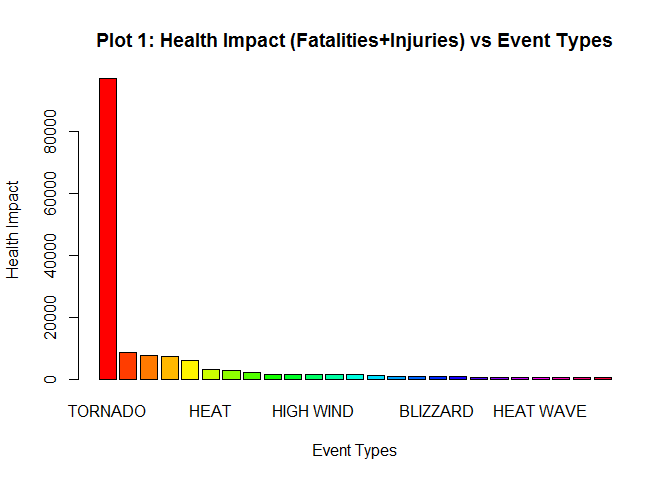 Plot 1: Health Impact (Fatalities+Injuries) vs Event Types
Health Impact
80000
60000
40000
20000
0
TORNADO HEAT HIGH WIND BLIZZARD HEAT WAVE
Event Types